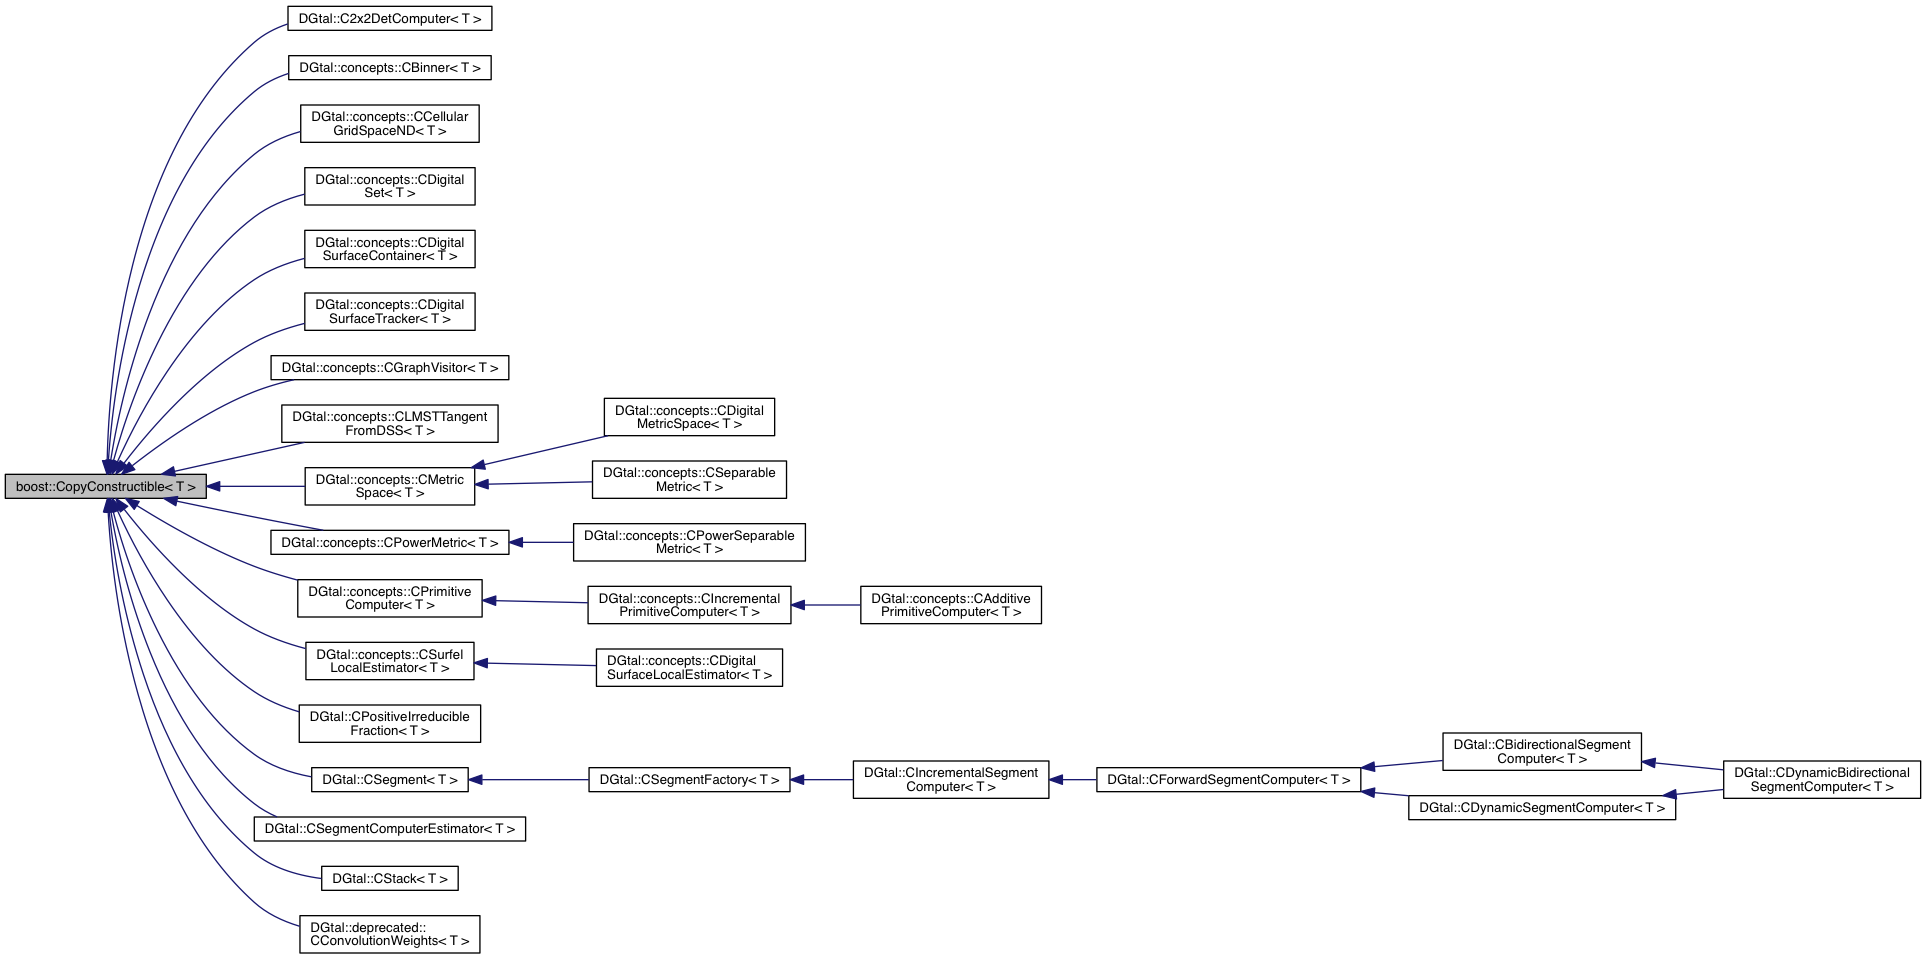 DGtal::C2x2DetComputer< T >
DGtal::concepts::CBinner< T >
DGtal::concepts::CCellular
GridSpaceND< T >
DGtal::concepts::CDigital
Set< T >
DGtal::concepts::CDigital
SurfaceContainer< T >
DGtal::concepts::CDigital
SurfaceTracker< T >
DGtal::concepts::CGraphVisitor< T >
DGtal::concepts::CLMSTTangent
FromDSS< T >
boost::CopyConstructible< T >
DGtal::concepts::CMetric
Space< T >
DGtal::concepts::CDigital
MetricSpace< T >
DGtal::concepts::CSeparable
Metric< T >
DGtal::concepts::CPowerMetric< T >
DGtal::concepts::CPowerSeparable
Metric< T >
DGtal::concepts::CPrimitive
Computer< T >
DGtal::concepts::CIncremental
PrimitiveComputer< T >
DGtal::concepts::CAdditive
PrimitiveComputer< T >
DGtal::concepts::CSurfel
LocalEstimator< T >
DGtal::concepts::CDigital
SurfaceLocalEstimator< T >
DGtal::CPositiveIrreducible
Fraction< T >
DGtal::CSegment< T >
DGtal::CSegmentFactory< T >
DGtal::CIncrementalSegment
Computer< T >
DGtal::CForwardSegmentComputer< T >
DGtal::CBidirectionalSegment
Computer< T >
DGtal::CDynamicSegmentComputer< T >
DGtal::CDynamicBidirectional
SegmentComputer< T >
DGtal::CSegmentComputerEstimator< T >
DGtal::CStack< T >
DGtal::deprecated::
CConvolutionWeights< T >